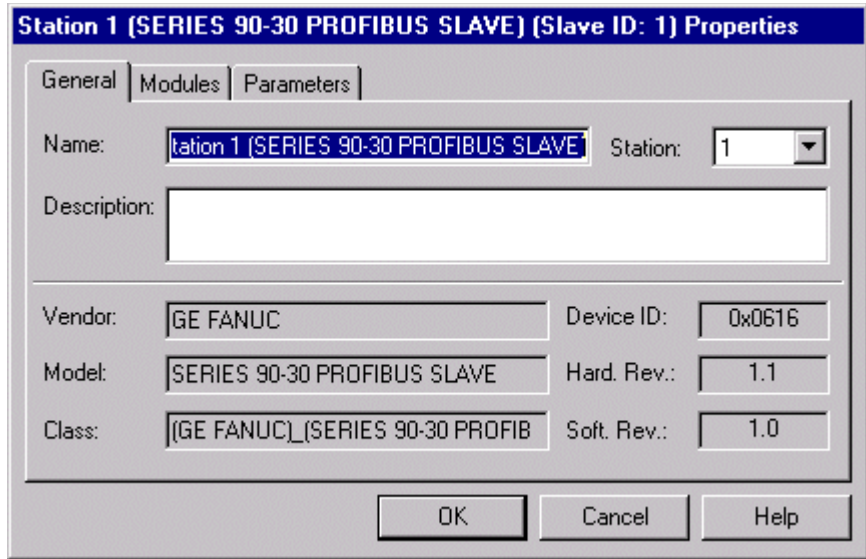 Station 1 (SERIES 90-30 PROFIBUS SLAVE) (Slave ID: 1) Properties
General Modules Parameters
Name: tation 1 (SERIES 90-30 PROFIBUS SLAVE) Station: 1
Description:
Vendor: GE FANUC Device ID: 0x0616
Model: SERIES 90-30 PROFIBUS SLAVE Hard. Rev.: 1.1
Class: (GE FANUC)_(SERIES 90-30 PROFIB Soft. Rev.: 1.0
OK Cancel Help